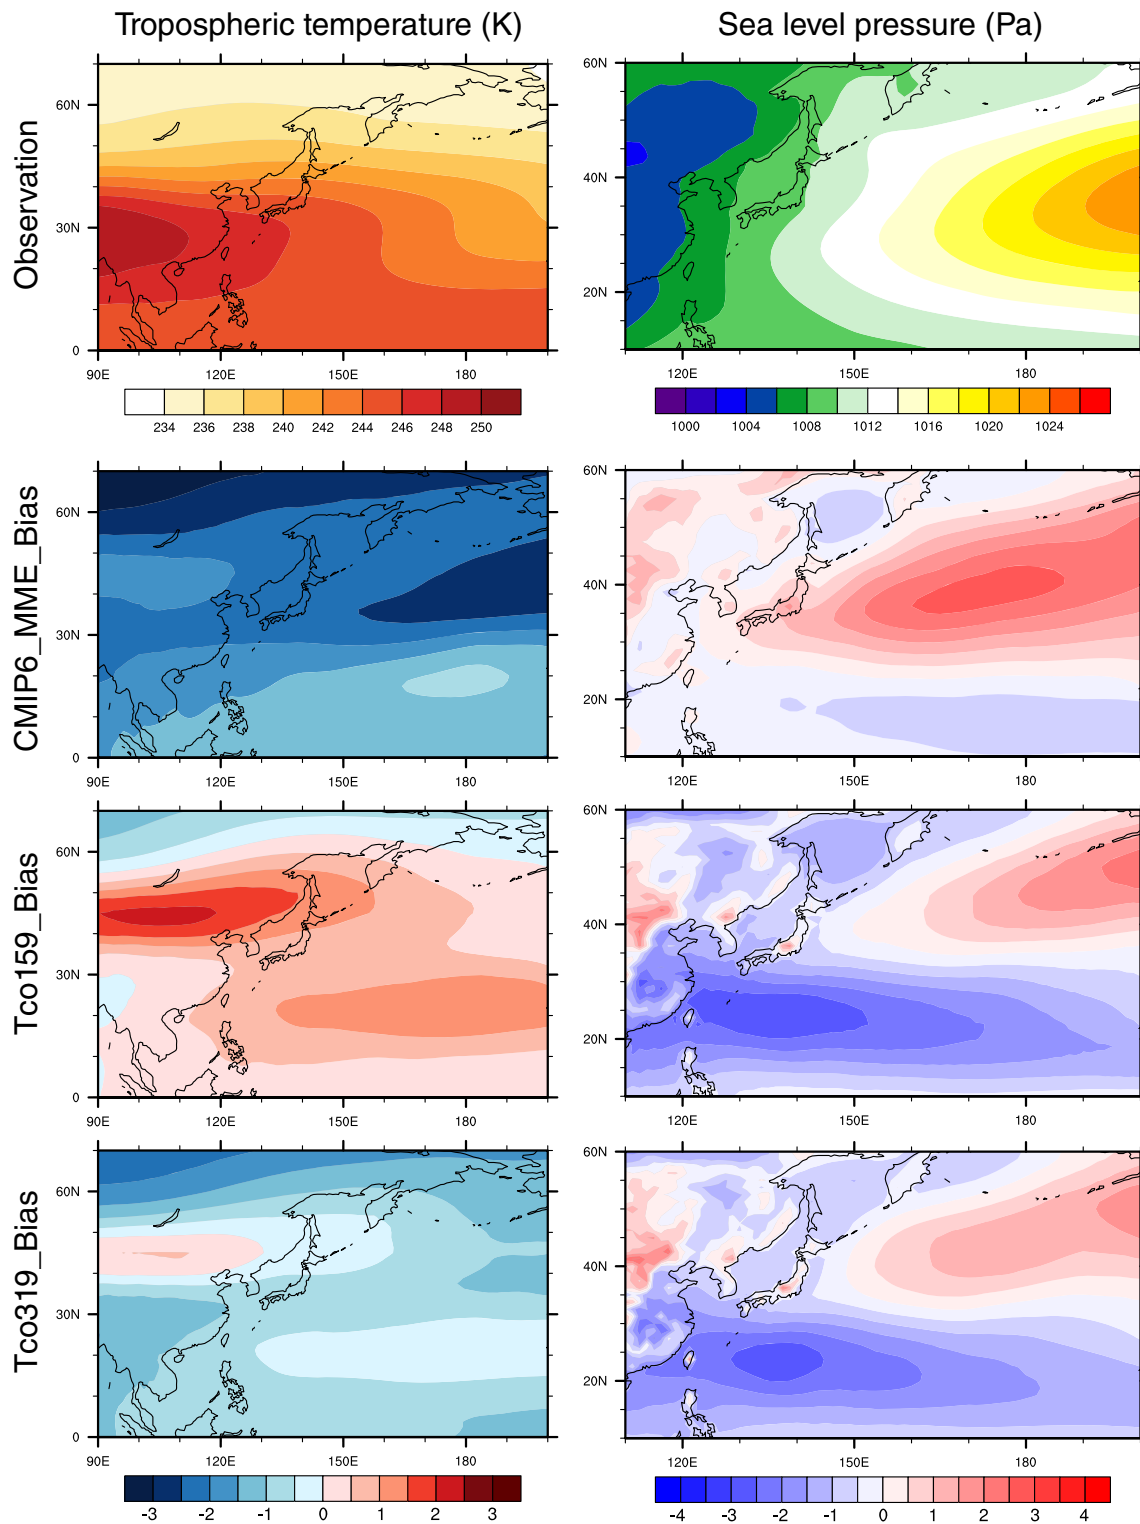 Tropospheric temperature (K)
Sea level pressure (Pa)
Observation
60N
30N
0
90E 120E 150E 180
234 236 238 240 242 244 246 248 250
60N
40N
20N
120E 150E 180
1000 1004 1008 1012 1016 1020 1024
CMIP6_MME_Bias
60N
30N
0
90E 120E 150E 180
60N
40N
20N
120E 150E 180
Tco159_Bias
60N
30N
0
90E 120E 150E 180
60N
40N
20N
120E 150E 180
Tco319_Bias
60N
30N
0
90E 120E 150E 180
-3 -2 -1 0 1 2 3
60N
40N
20N
120E 150E 180
-4 -3 -2 -1 0 1 2 3 4